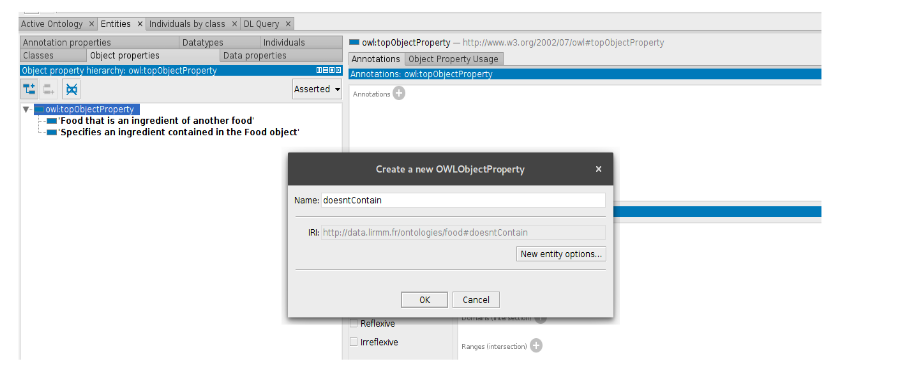 Active Ontology × Entities × Individuals by class × DL Query ×
Annotation properties Datatypes Individuals
Classes Object properties Data properties
Object property hierarchy: owl:topObjectProperty
Asserted
owl:topObjectProperty
'Food that is an ingredient of another food'
'Specifies an ingredient contained in the Food object'
owl:topObjectProperty — http://www.w3.org/2002/07/owl#topObjectProperty
Annotations Object Property Usage
Annotations: owl:topObjectProperty
Annotations
Create a new OWLObjectProperty ×
Name: doesntContain
IRI: http://data.lirmm.fr/ontologies/food#doesntContain
New entity options...
OK Cancel
Reflexive
Irreflexive
Domains (intersection)
Ranges (intersection)